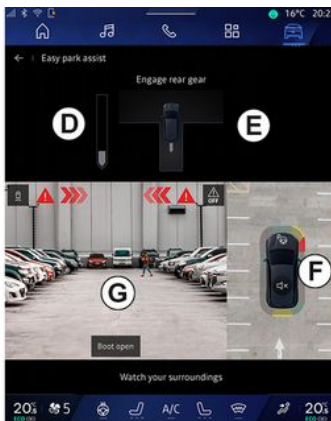 16°C 20:2
← Easy park assist
Engage rear gear
D
E
OFF
F
G
Boot open
Watch your surroundings
20.5 5 A/C 20.5